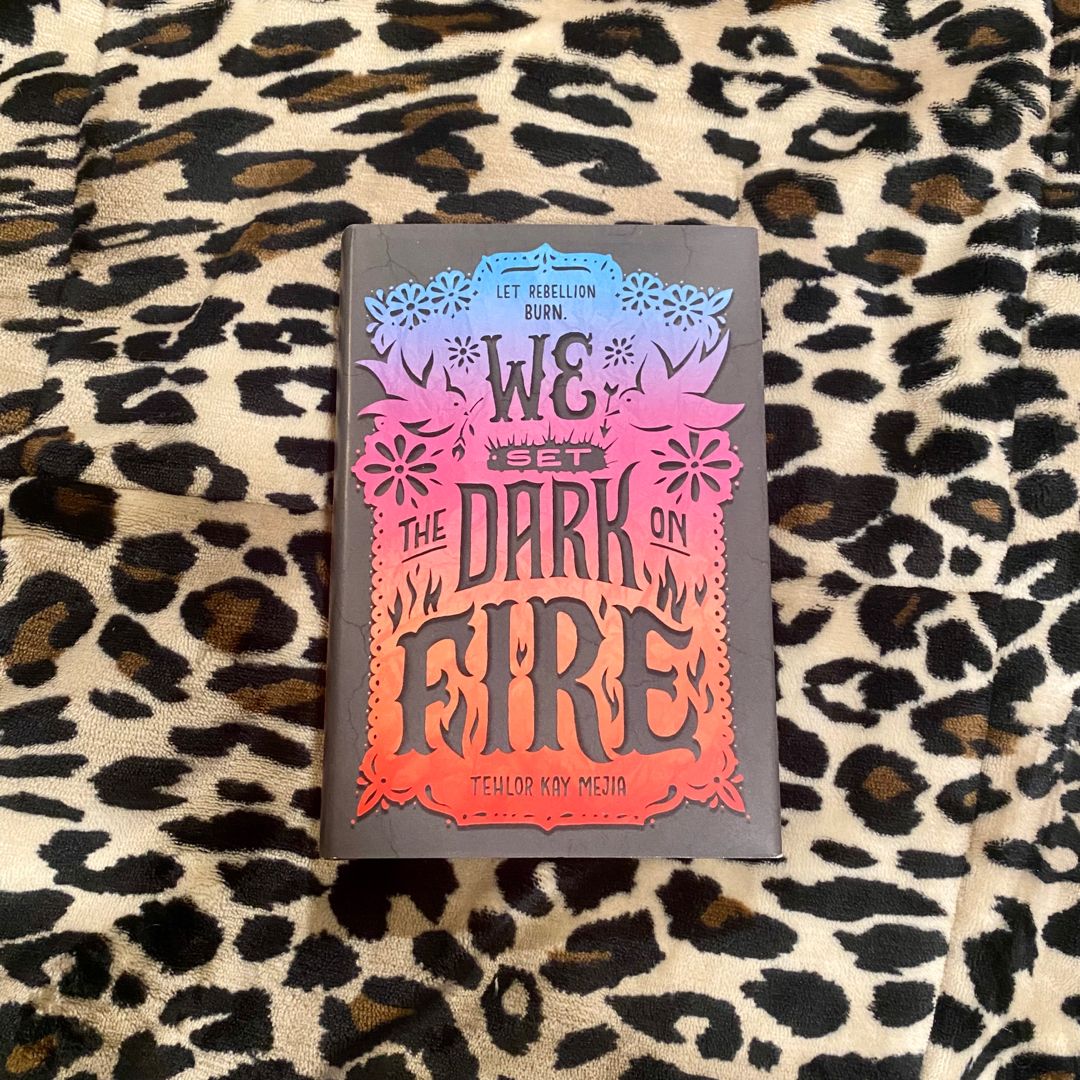 LET REBELLION
BURN.
WE
SET
THE DARK ON
FIRE
TEHLOR KAY MEJIA